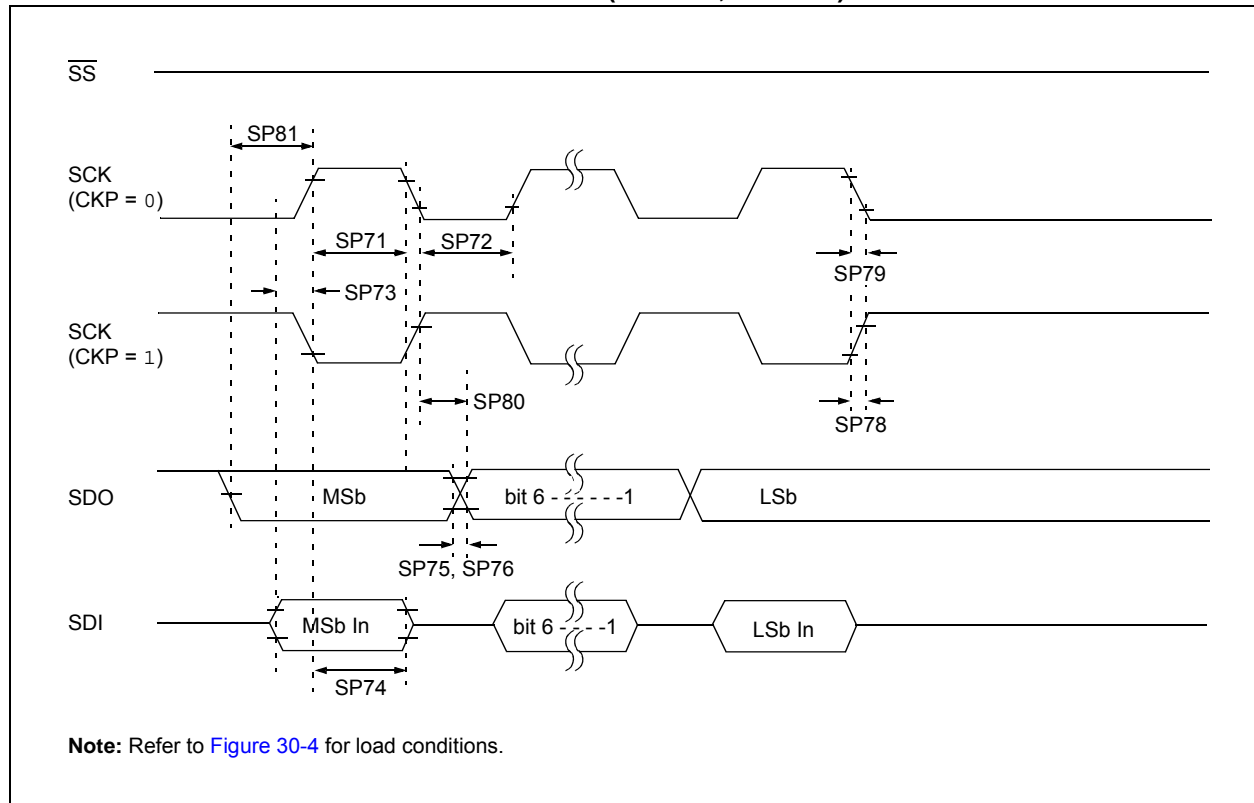 SS
SP81
SCK
(CKP = 0)
SP71
SP72
SP79
SP73
SCK
(CKP = 1)
SP80
SP78
SDO
MSb
bit 6 - - - - - -1
LSb
SP75, SP76
SDI
MSb In
bit 6 - - - -1
LSb In
SP74
Note: Refer to Figure 30-4 for load conditions.